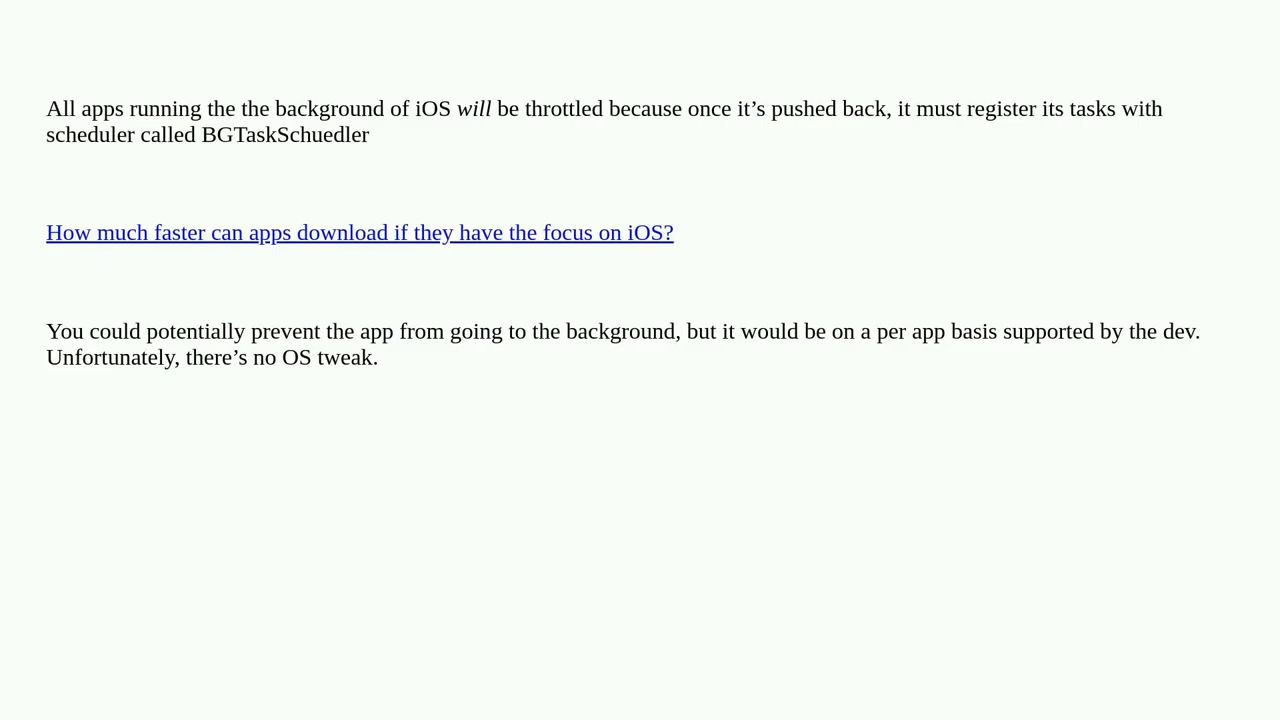 All apps running the the background of iOS will be throttled because once it’s pushed back, it must register its tasks with
scheduler called BGTaskSchuedler
How much faster can apps download if they have the focus on iOS?
You could potentially prevent the app from going to the background, but it would be on a per app basis supported by the dev.
Unfortunately, there’s no OS tweak.